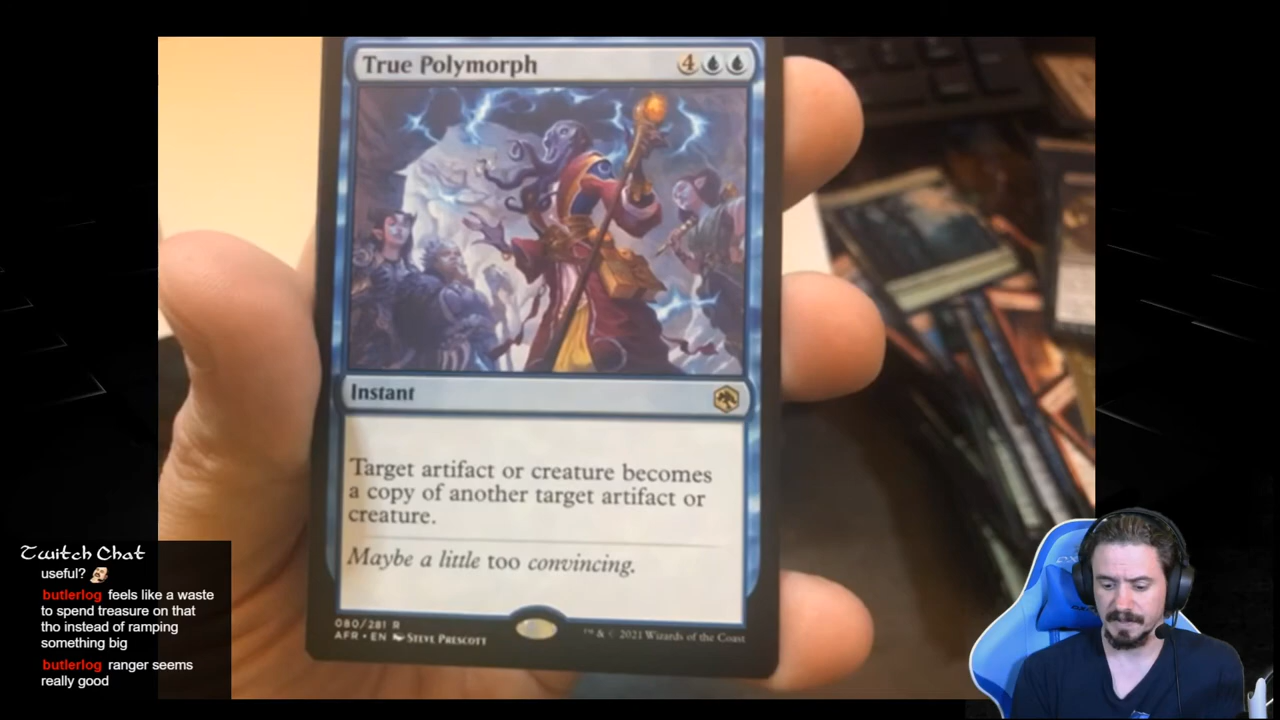 True Polymorph 4
Instant
Target artifact or creature becomes
a copy of another target artifact or
creature.
Maybe a little too convincing.
080/281 R
AFR • EN STEVE PRESCOTT
™ & © 2021 Wizards of the Coast
Twitch Chat
useful?
butlerlog feels like a waste
to spend treasure on that
tho instead of ramping
something big
butlerlog ranger seems
really good